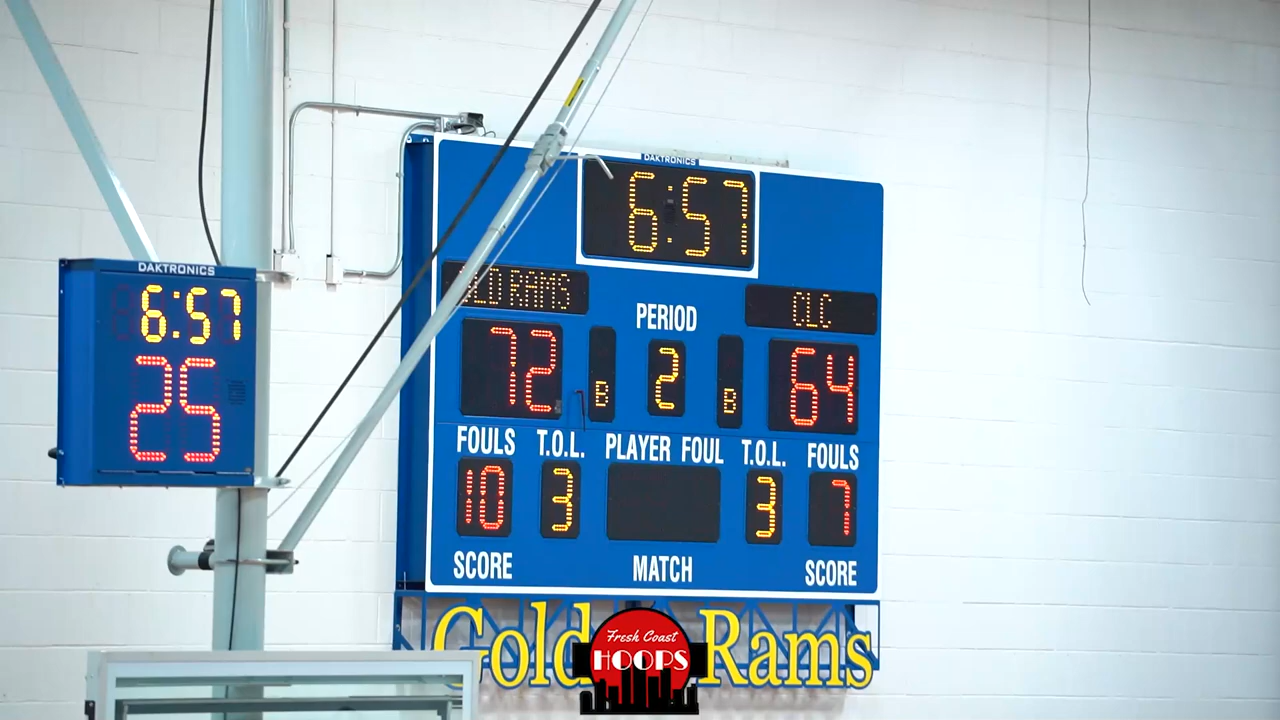 DAKTRONICS
6:57
DAKTRONICS
6:57
25
LD RAMS
PERIOD
CLC
72
B
2
B
64
FOULS T.O.L. PLAYER FOUL T.O.L. FOULS
10 3 3 7
SCORE MATCH SCORE
Gold Rams
Fresh Coast
HOOPS